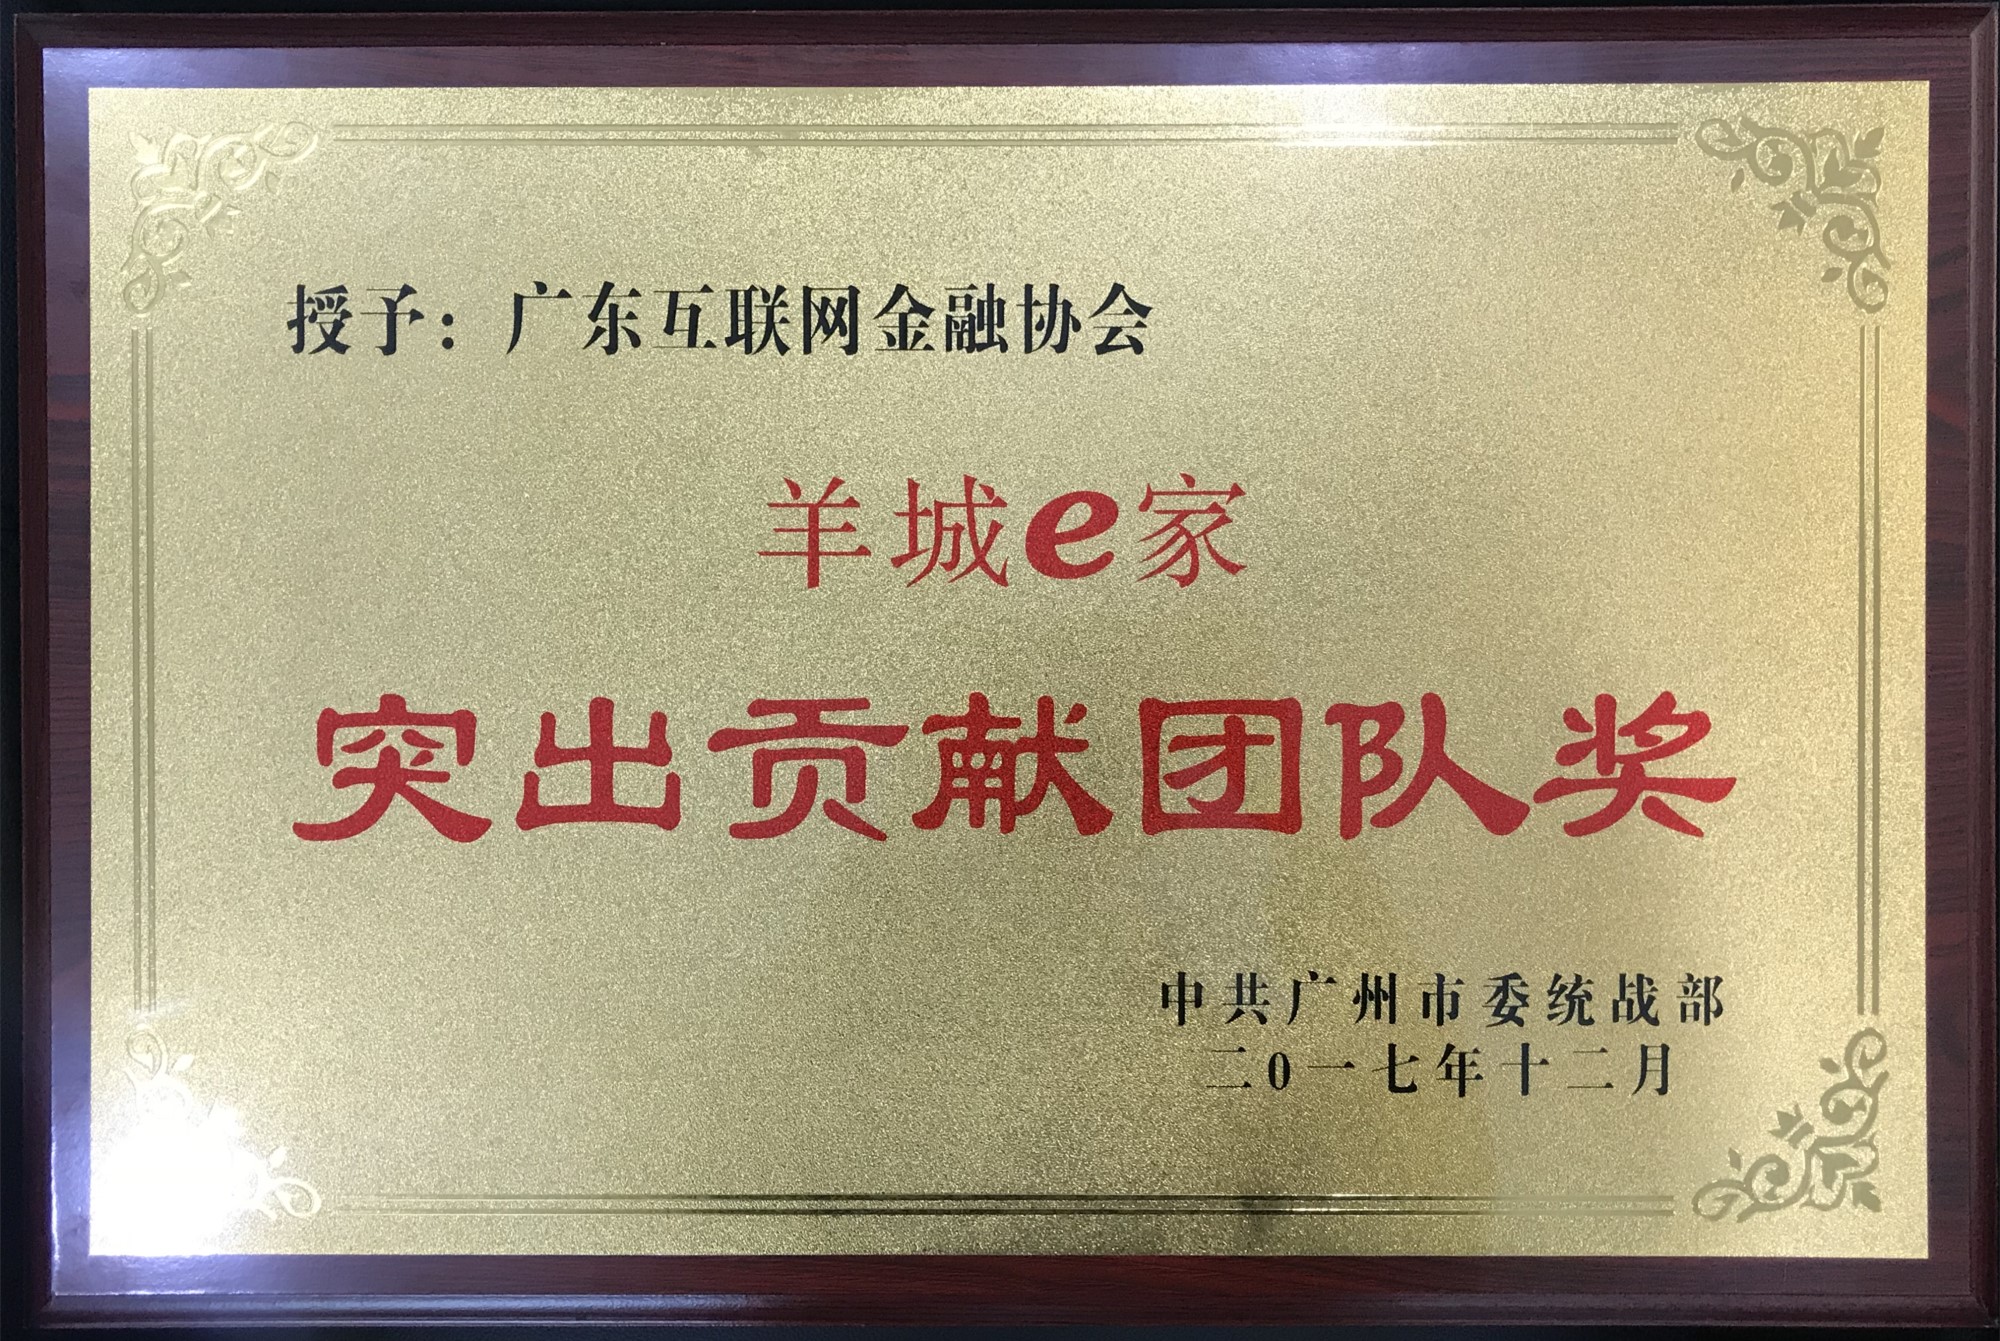 授予：广东互联网金融协会
羊城e家
突出贡献团队奖
中共广州市委统战部
二0一七年十二月